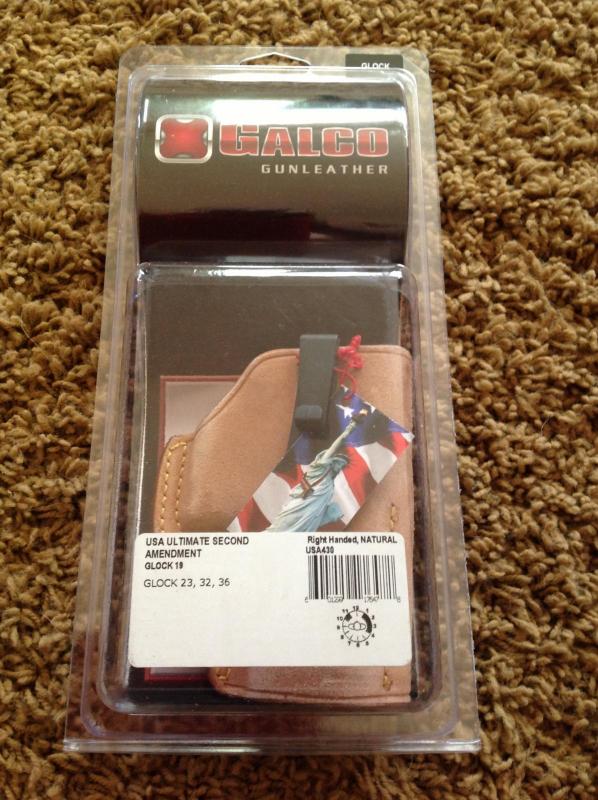 GLOCK
GALCO
GUNLEATHER
USA ULTIMATE SECOND
AMENDMENT
GLOCK 19
GLOCK 23, 32, 36
Right Handed, NATURAL
USA430